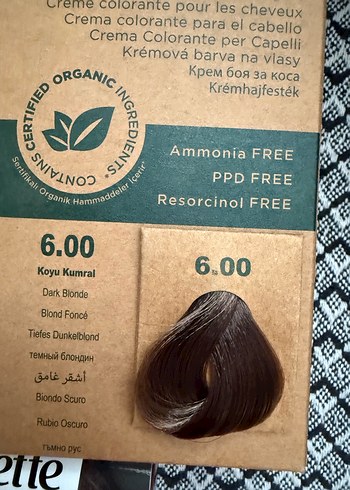 Crème colorante pour les cheveux
Crema colorante para el cabello
Crema Colorante per Capelli
Krémová barva na vlasy
Крем боя за коса
Krémhajfesték
CONTAINS CERTIFIED ORGANIC INGREDIENTS
Sertifikalı Organik Hammaddeler İçerir
Ammonia FREE
PPD FREE
Resorcinol FREE
6.00
Koyu Kumral
Dark Blonde
Blond Foncé
Tiefes Dunkelblond
темный блондин
أشقر غامق
Biondo Scuro
Rubio Oscuro
тъмно рус
6.00
ette